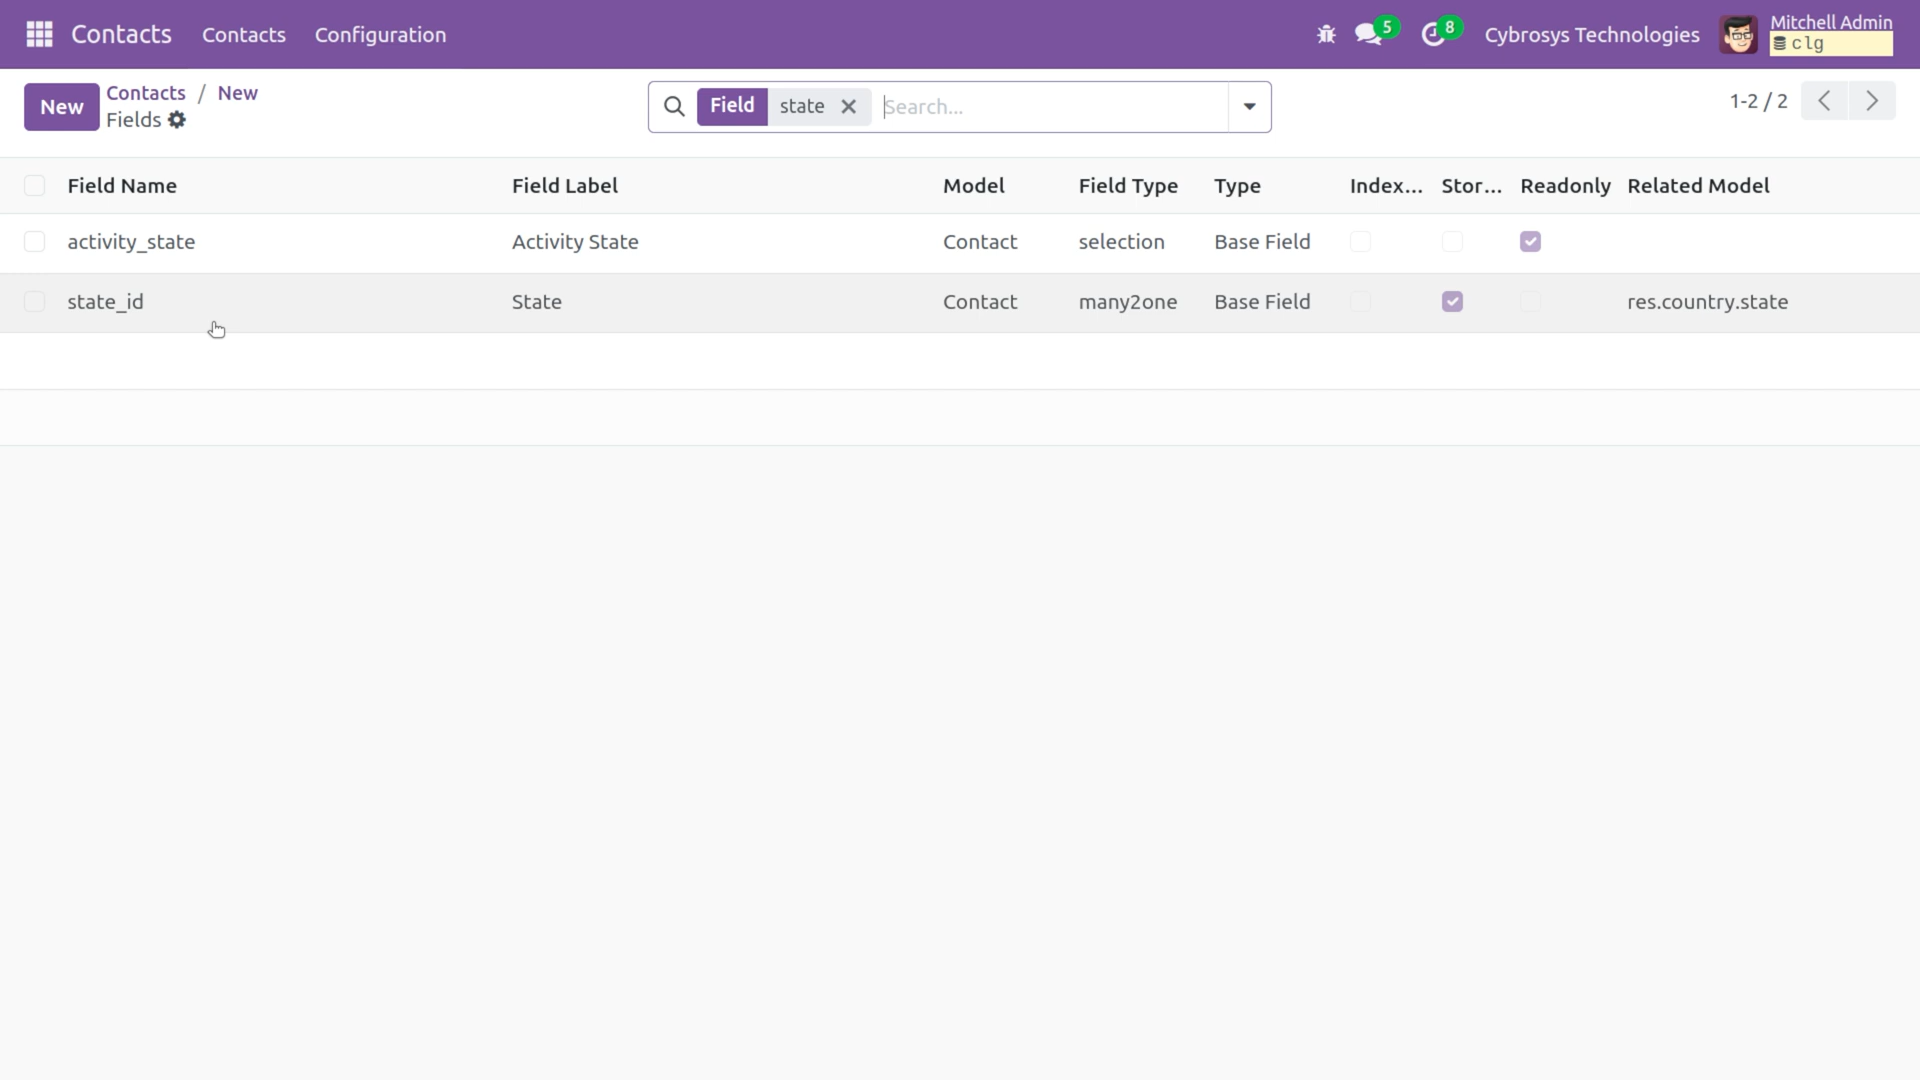 Contacts Contacts Configuration 5 8 Cybrosys Technologies Mitchell Admin
clg
New Contacts / New Field state Search... 1-2 / 2
Fields
Field Name Field Label Model Field Type Type Index... Stor... Readonly Related Model
activity_state Activity State Contact selection Base Field
state_id State Contact many2one Base Field res.country.state